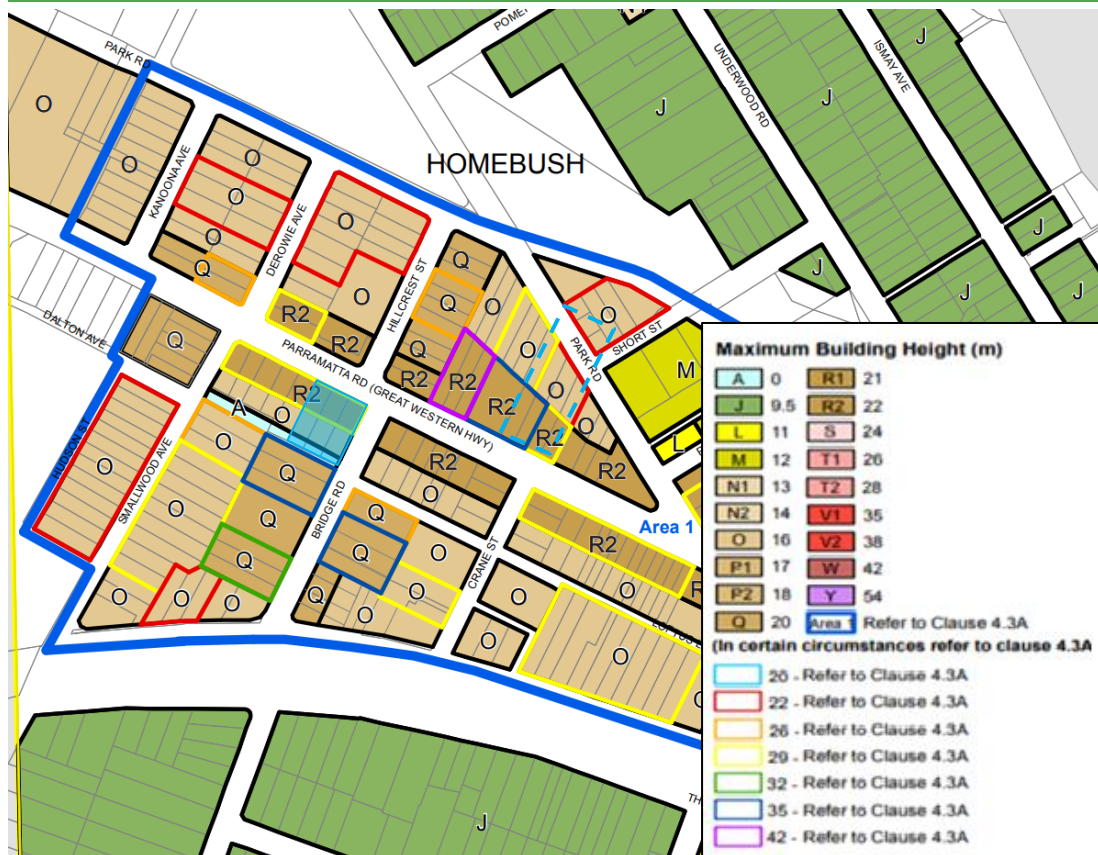 POMEY
PARK RD
J
ISMAY AVE
UNDERWOOD RD
O
J
J
O
O
HOMEBUSH
KANOONA AVE
O
O
DEROWIE AVE
O
J
O
Q
HILLCREST ST
Q
J
J
J
Q
O
O
O
DALTON AVE
R2
Q
R2
PARK RD
SHORT ST
PARRAMATTA RD (GREAT WESTERN HWY)
Q
O
M
R2
R2
R2
R2
O
O
A
O
L
R2
R2
HUDSON ST
O
SMALLWOOD AVE
O
Q
R2
O
BRIDGE RD
Area 1
O
Q
Q
R2
Q
Q
O
CRANE ST
O
R
O
O
O
Q
O
O
O
LOFTUS
O
O
J
TH
Maximum Building Height (m)
A 0 R1 21
J 9.5 R2 22
L 11 S 24
M 12 T1 26
N1 13 T2 28
N2 14 V1 35
O 16 V2 38
P1 17 W 42
P2 18 Y 54
Q 20 Area 1 Refer to Clause 4.3A
(In certain circumstances refer to clause 4.3A
20 - Refer to Clause 4.3A
22 - Refer to Clause 4.3A
26 - Refer to Clause 4.3A
29 - Refer to Clause 4.3A
32 - Refer to Clause 4.3A
35 - Refer to Clause 4.3A
42 - Refer to Clause 4.3A